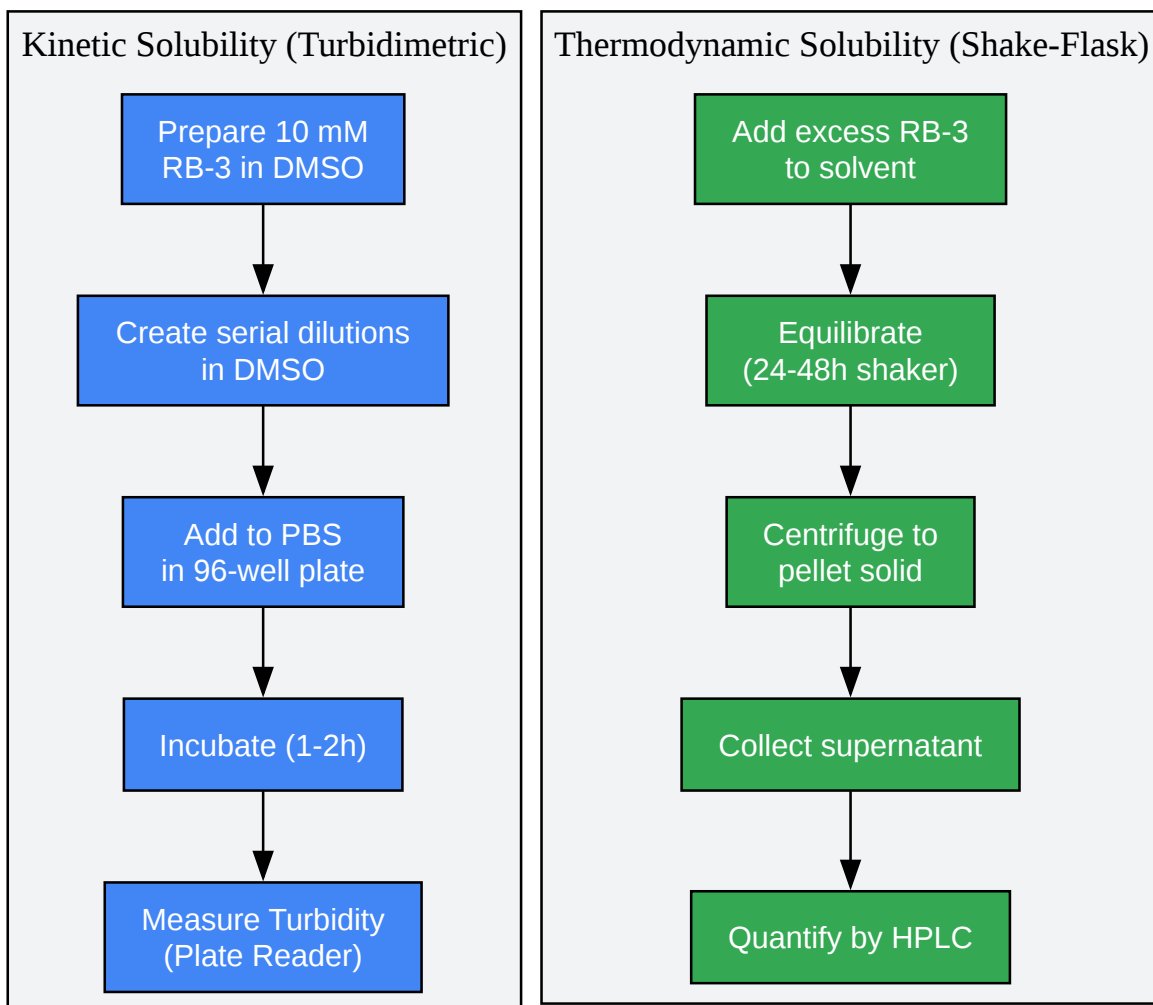 Kinetic Solubility (Turbidimetric)
Prepare 10 mM
RB-3 in DMSO
Create serial dilutions
in DMSO
Add to PBS
in 96-well plate
Incubate (1-2h)
Measure Turbidity
(Plate Reader)
Thermodynamic Solubility (Shake-Flask)
Add excess RB-3
to solvent
Equilibrate
(24-48h shaker)
Centrifuge to
pellet solid
Collect supernatant
Quantify by HPLC